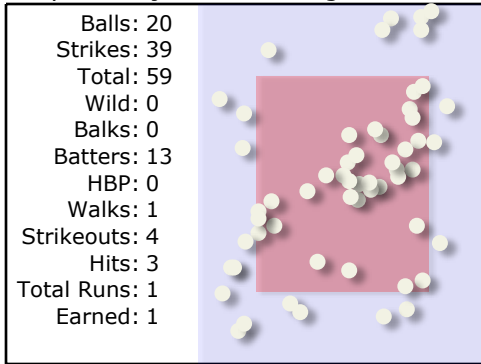 Balls: 20
Strikes: 39
Total: 59
Wild: 0
Balks: 0
Batters: 13
HBP: 0
Walks: 1
Strikeouts: 4
Hits: 3
Total Runs: 1
Earned: 1